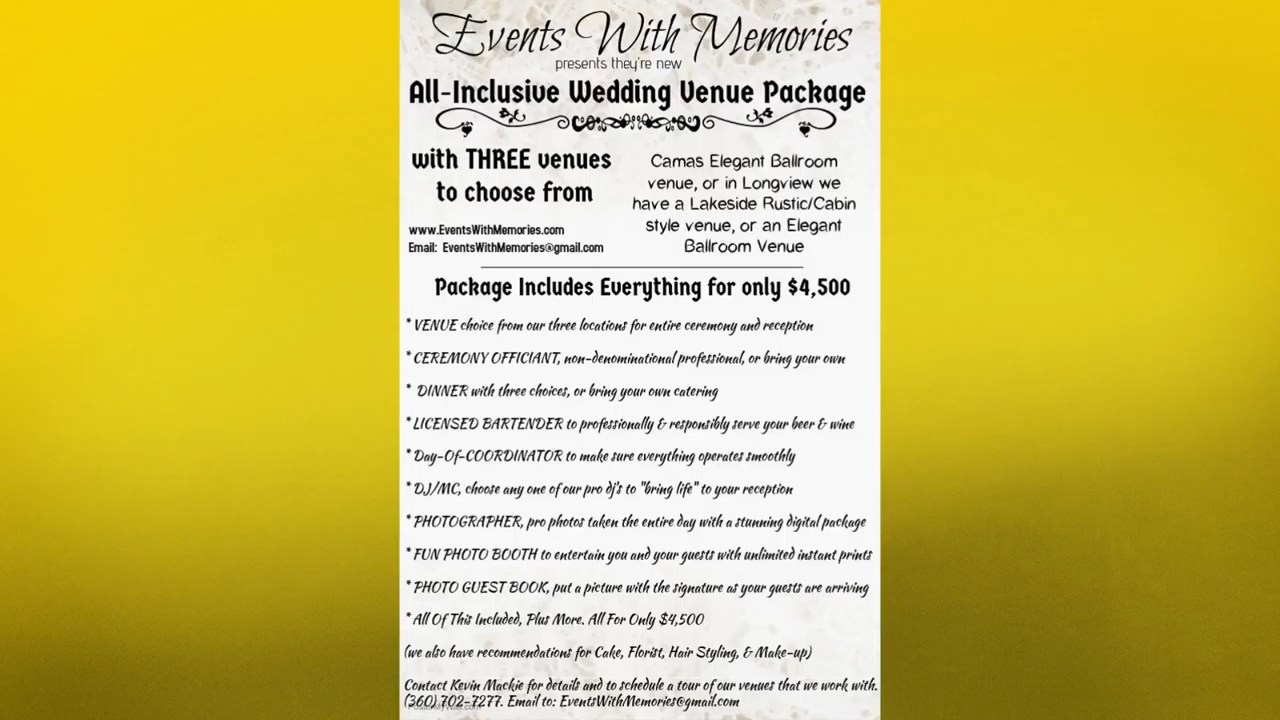 Events With Memories
presents they're new
All-Inclusive Wedding Venue Package
with THREE venues
to choose from
www.EventsWithMemories.com
Email: EventsWithMemories@gmail.com
Camas Elegant Ballroom
venue, or in Longview we
have a Lakeside Rustic/Cabin
style venue, or an Elegant
Ballroom Venue
Package Includes Everything for only $4,500
* VENUE choice from our three locations for entire ceremony and reception
* CEREMONY OFFICIANT, non-denominational professional, or bring your own
* DINNER with three choices, or bring your own catering
* LICENSED BARTENDER to professionally & responsibly serve your beer & wine
* Day-Of-COORDINATOR to make sure everything operates smoothly
* DJ/MC, choose any one of our pro dj's to "bring life" to your reception
* PHOTOGRAPHER, pro photos taken the entire day with a stunning digital package
* FUN PHOTO BOOTH to entertain you and your guests with unlimited instant prints
* PHOTO GUEST BOOK, put a picture with the signature as your guests are arriving
* All Of This Included, Plus More. All For Only $4,500
(we also have recommendations for Cake, Florist, Hair Styling, & Make-up)
Contact Kevin Mackie for details and to schedule a tour of our venues that we work with.
(360) 702-7277. Email to: EventsWithMemories@gmail.com